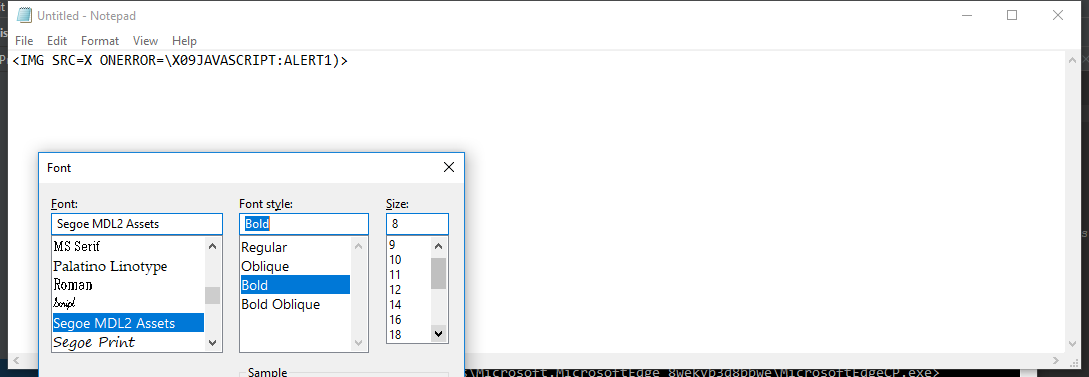 Untitled - Notepad
File Edit Format View Help
<IMG SRC=X ONERROR=\X09JAVASCRIPT:ALERT1)>
Font
Font: Font style: Size:
Segoe MDL2 Assets Bold 8
MS Serif Regular 9
Palatino Linotype Oblique 10
Roman Bold 11
Script Bold Oblique 12
Segoe MDL2 Assets 14
Segoe Print 16
18
Sample
\Microsoft.MicrosoftEdge_8wekyb3d8bbwe\MicrosoftEdgeCP.exe>